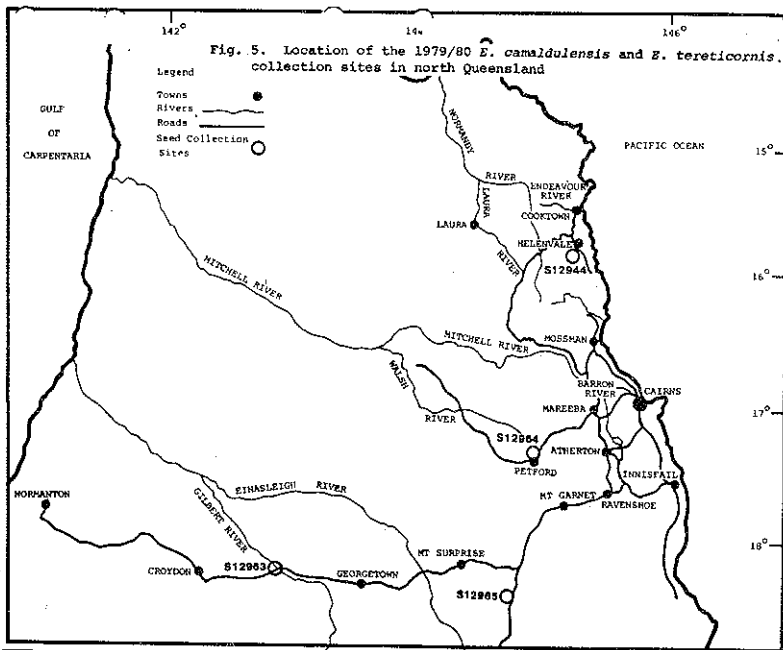 142° 144° 146°
Fig. 5. Location of the 1979/80 E. camaldulensis and E. tereticornis.
collection sites in north Queensland
Legend
Towns
Rivers
Roads
Seed Collection
Sites
GULF
OF
CARPENTARIA
PACIFIC OCEAN
15°
16°
17°
18°
NORMANDY
RIVER
LAURA
RIVER
LAURA
ENDEAVOUR
RIVER
COOKTOWN
HELENVALE
S12944
MITCHELL RIVER
MITCHELL RIVER
MOSSMAN
WALSH
RIVER
BARRON
RIVER
CAIRNS
MAREEBA
S12964
PETFORD
ATHERTON
INNISFAIL
MT GARNET
RAVENSHOE
NORMANTON
EINASLEIGH RIVER
GILBERT RIVER
MT SURPRISE
S12963
CROYDON
GEORGETOWN
S12965